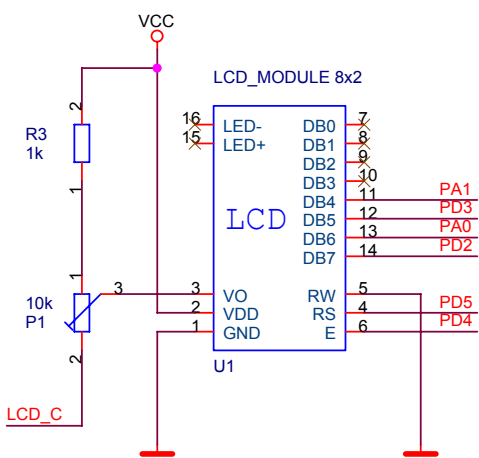 VCC
LCD_MODULE 8x2
2
R3
1k
1
16 LED-
15 LED+
DB0 7
DB1 8
DB2 9
DB3 10
DB4 11 PA1
LCD
DB5 12 PD3
DB6 13 PA0
DB7 14 PD2
1
10k
P1
3
2
3 VO
2 VDD
1 GND
RW 5
RS 4 PD5
E 6 PD4
U1
LCD_C